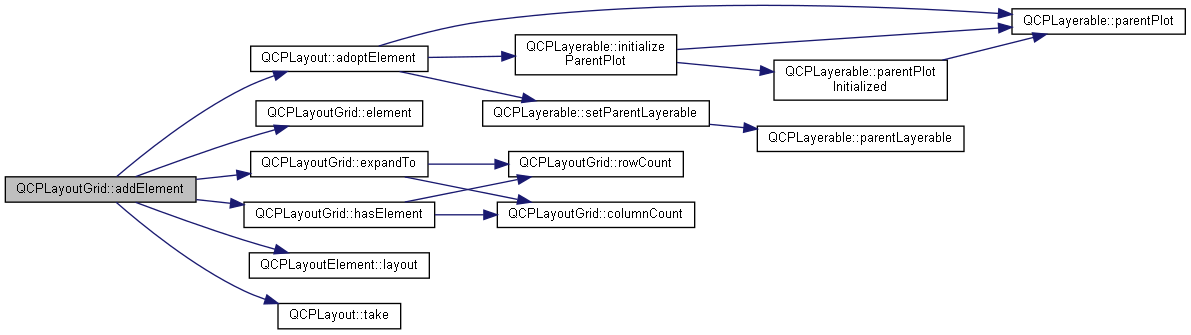 QCPLayoutGrid::addElement
QCPLayout::adoptElement
QCPLayoutGrid::element
QCPLayoutGrid::expandTo
QCPLayoutGrid::hasElement
QCPLayoutElement::layout
QCPLayout::take
QCPLayerable::initialize
ParentPlot
QCPLayerable::setParentLayerable
QCPLayoutGrid::rowCount
QCPLayoutGrid::columnCount
QCPLayerable::parentPlot
Initialized
QCPLayerable::parentLayerable
QCPLayerable::parentPlot